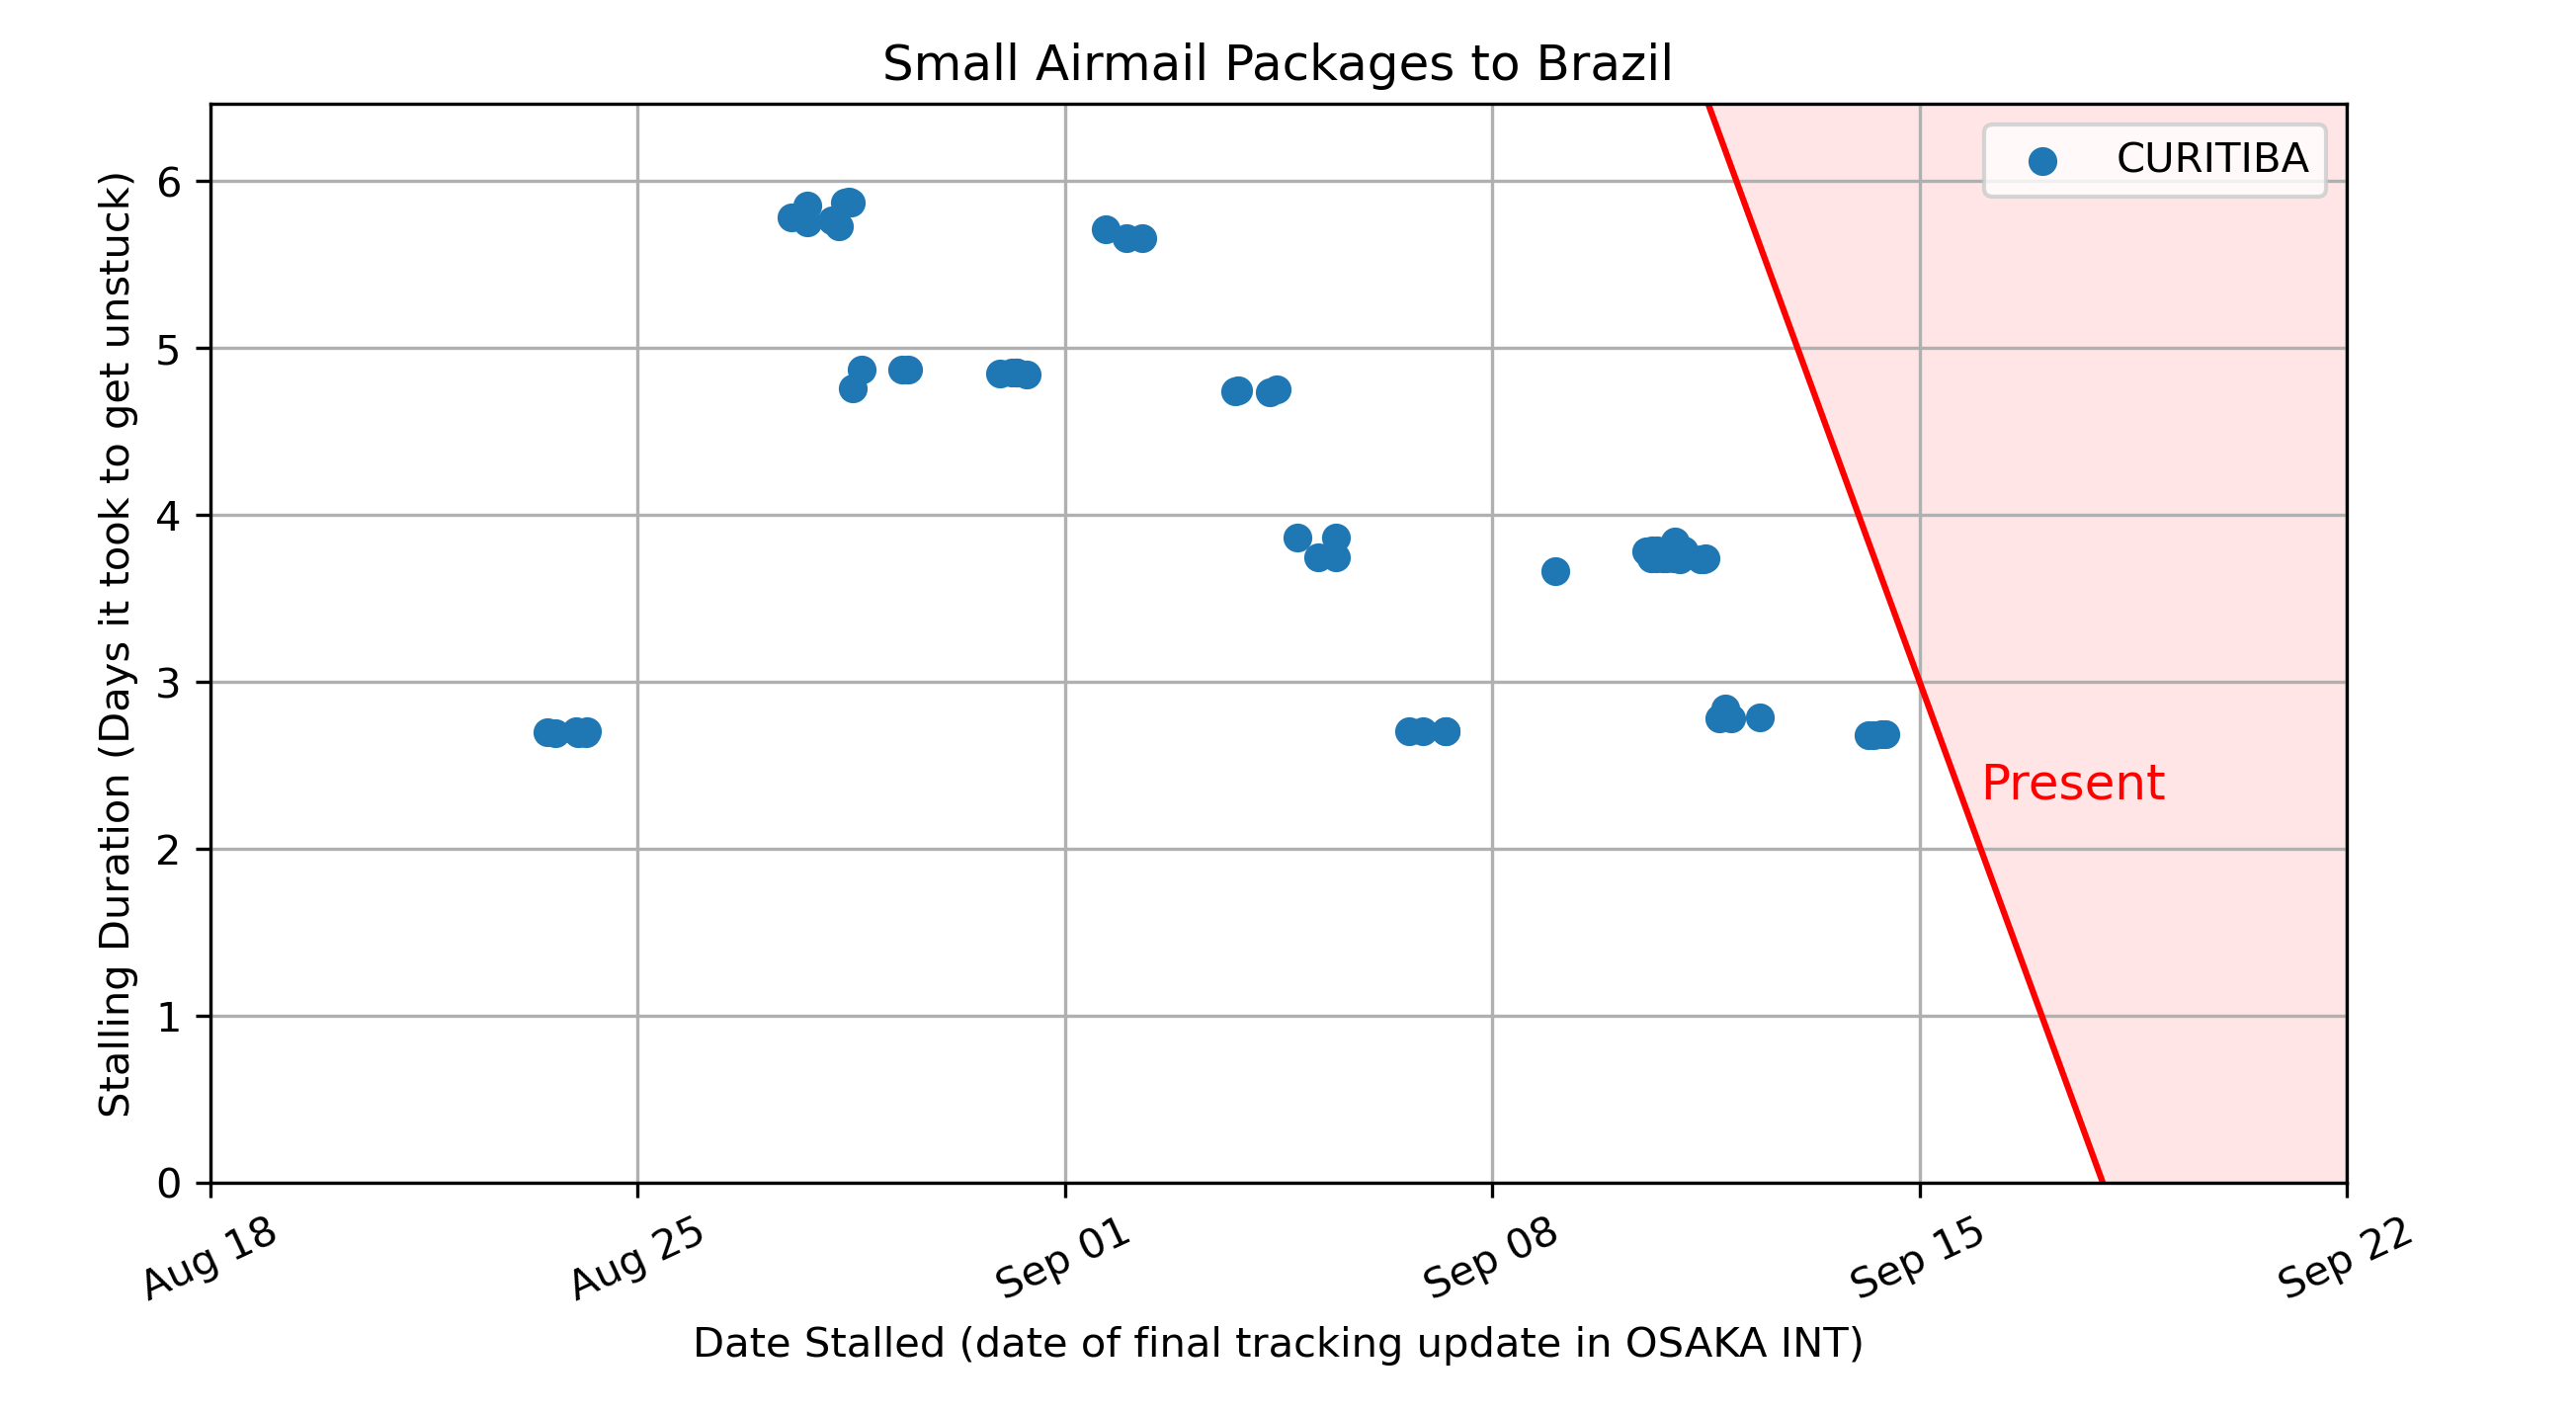 Small Airmail Packages to Brazil
Stalling Duration (Days it took to get unstuck)
6
5
4
3
2
1
0
CURITIBA
Present
Aug 18
Aug 25
Sep 01
Sep 08
Sep 15
Sep 22
Date Stalled (date of final tracking update in OSAKA INT)